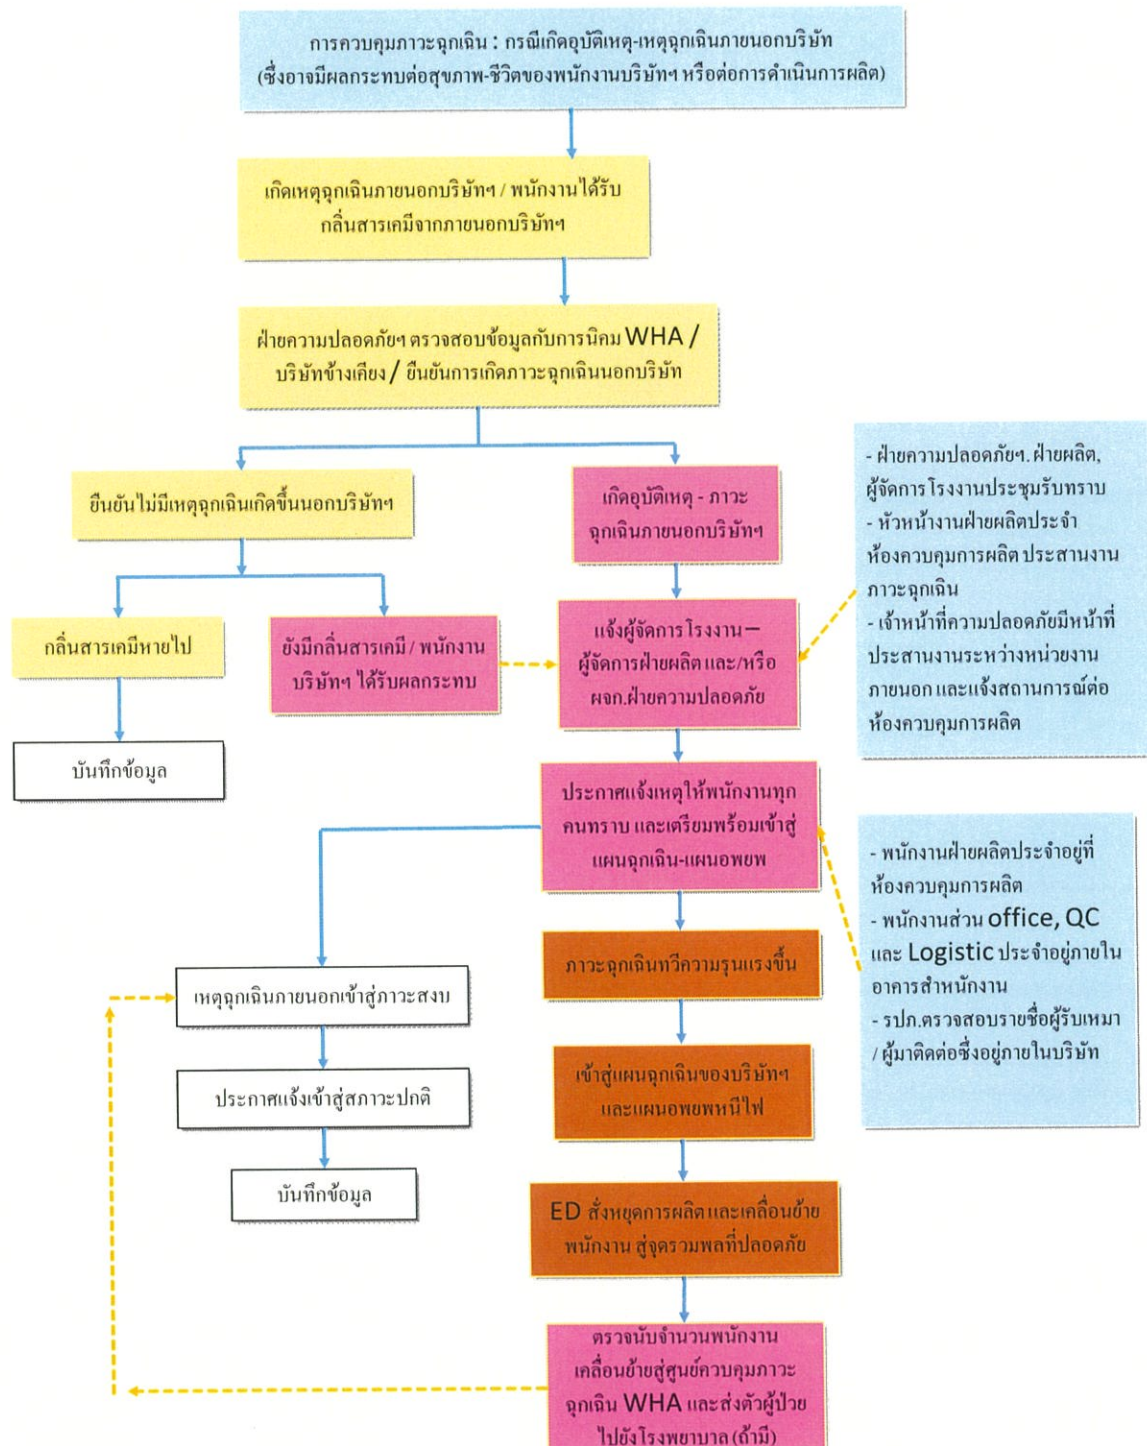 การควบคุมภาวะฉุกเฉิน : กรณีเกิดอุบัติเหตุ-เหตุฉุกเฉินภายนอกบริษัท
(ซึ่งอาจมีผลกระทบต่อสุขภาพ-ชีวิตของพนักงานบริษัทฯ หรือต่อการดำเนินการผลิต)
เกิดเหตุฉุกเฉินภายนอกบริษัทฯ / พนักงานได้รับ
กลิ่นสารเคมีจากภายนอกบริษัทฯ
ฝ่ายความปลอดภัยฯ ตรวจสอบข้อมูลกับการนิคม WHA /
บริษัทข้างเคียง / ยืนยันการเกิดภาวะฉุกเฉินนอกบริษัท
ยืนยันไม่มีเหตุฉุกเฉินเกิดขึ้นนอกบริษัทฯ
เกิดอุบัติเหตุ - ภาวะ
ฉุกเฉินภายนอกบริษัทฯ
- ฝ่ายความปลอดภัยฯ. ฝ่ายผลิต,
ผู้จัดการโรงงานประชุมรับทราบ
- หัวหน้างานฝ่ายผลิตประจำ
ห้องควบคุมการผลิต ประสานงาน
ภาวะฉุกเฉิน
- เจ้าหน้าที่ความปลอดภัยมีหน้าที่
ประสานงานระหว่างหน่วยงาน
ภายนอก และแจ้งสถานการณ์ต่อ
ห้องควบคุมการผลิต
กลิ่นสารเคมีหายไป
ยังมีกลิ่นสารเคมี / พนักงาน
บริษัทฯ ได้รับผลกระทบ
แจ้งผู้จัดการโรงงาน –
ผู้จัดการฝ่ายผลิต และ/หรือ
ผจก.ฝ่ายความปลอดภัย
บันทึกข้อมูล
ประกาศแจ้งเหตุให้พนักงานทุก
คนทราบ และเตรียมพร้อมเข้าสู่
แผนฉุกเฉิน-แผนอพยพ
- พนักงานฝ่ายผลิตประจำอยู่ที่
ห้องควบคุมการผลิต
- พนักงานส่วน office, QC
และ Logistic ประจำอยู่ภายใน
อาคารสำหนักงาน
- รปภ.ตรวจสอบรายชื่อผู้รับเหมา
/ ผู้มาติดต่อซึ่งอยู่ภายในบริษัท
ภาวะฉุกเฉินทวีความรุนแรงขึ้น
เหตุฉุกเฉินภายนอกเข้าสู่ภาวะสงบ
เข้าสู่แผนฉุกเฉินของบริษัทฯ
และแผนอพยพหนีไฟ
ประกาศแจ้งเข้าสู่สภาวะปกติ
บันทึกข้อมูล
ED สั่งหยุดการผลิตและเคลื่อนย้าย
พนักงาน สู่จุดรวมพลที่ปลอดภัย
ตรวจนับจำนวนพนักงาน
เคลื่อนย้ายสู่ศูนย์ควบคุมภาวะ
ฉุกเฉิน WHA และส่งตัวผู้ป่วย
ไปยังโรงพยาบาล (ถ้ามี)